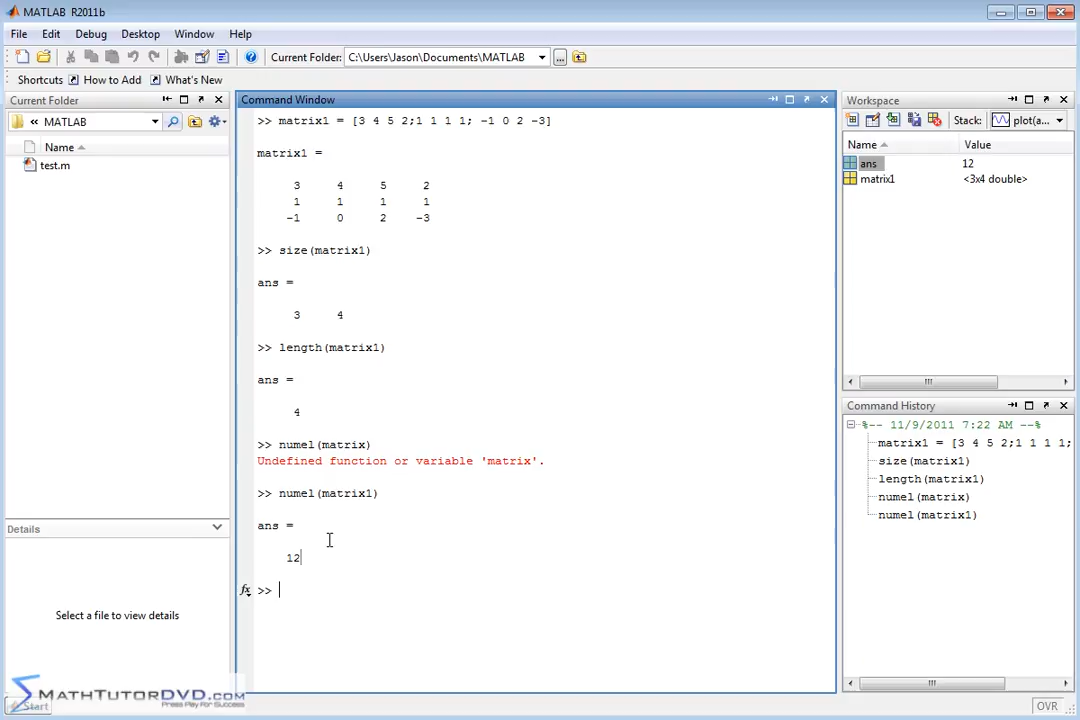 MATLAB R2011b
File Edit Debug Desktop Window Help
Current Folder: C:\Users\Jason\Documents\MATLAB ...
Shortcuts How to Add What's New
Current Folder
« MATLAB
Name
test.m
Details
Select a file to view details
Command Window
>> matrix1 = [3 4 5 2;1 1 1 1; -1 0 2 -3]
matrix1 =
3 4 5 2
1 1 1 1
-1 0 2 -3
>> size(matrix1)
ans =
3 4
>> length(matrix1)
ans =
4
>> numel(matrix)
Undefined function or variable 'matrix'.
>> numel(matrix1)
ans =
12
fx >>
Workspace
Stack: plot(a...
Name Value
ans 12
matrix1 <3x4 double>
Command History
%-- 11/9/2011 7:22 AM --%
matrix1 = [3 4 5 2;1 1 1 1;
size(matrix1)
length(matrix1)
numel(matrix)
numel(matrix1)
MATHTUTORDVD.COM
Press Pay For Success
Start
OVR